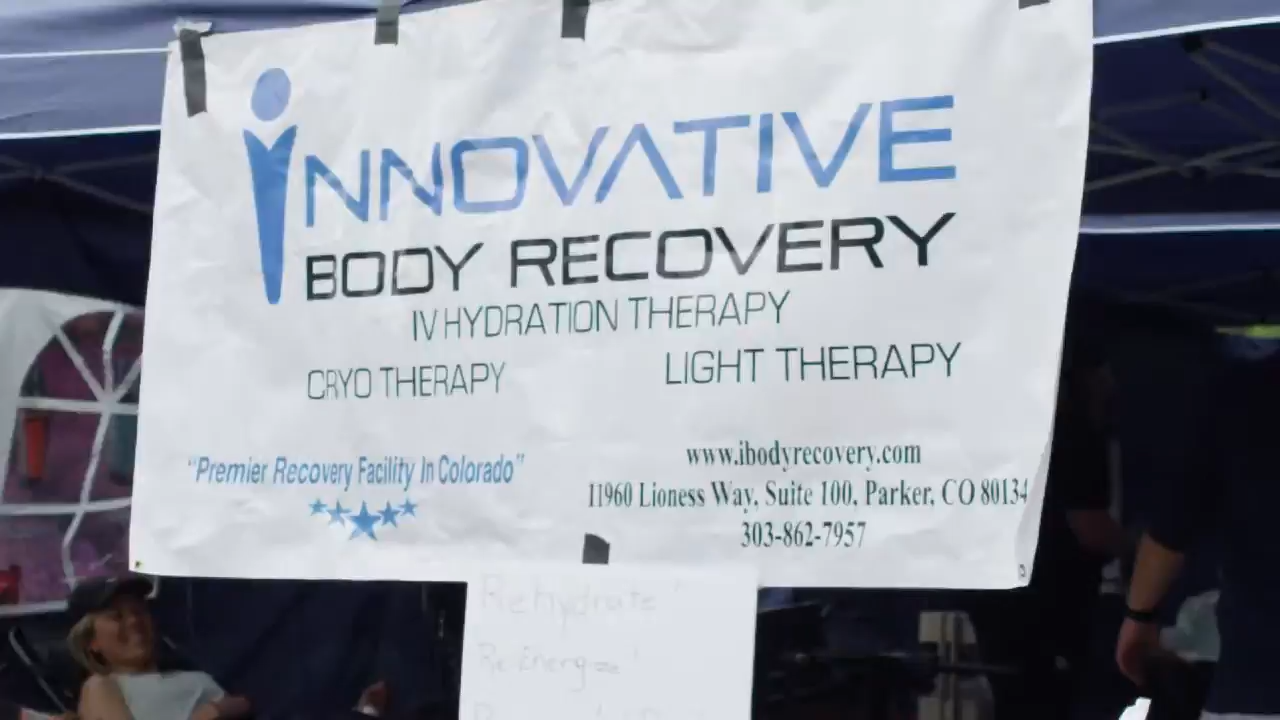 iNNOVATIVE
BODY RECOVERY
IV HYDRATION THERAPY
CRYO THERAPY
LIGHT THERAPY
"Premier Recovery Facility In Colorado"
www.ibodyrecovery.com
11960 Lioness Way, Suite 100, Parker, CO 80134
303-862-7957
Rehydrate